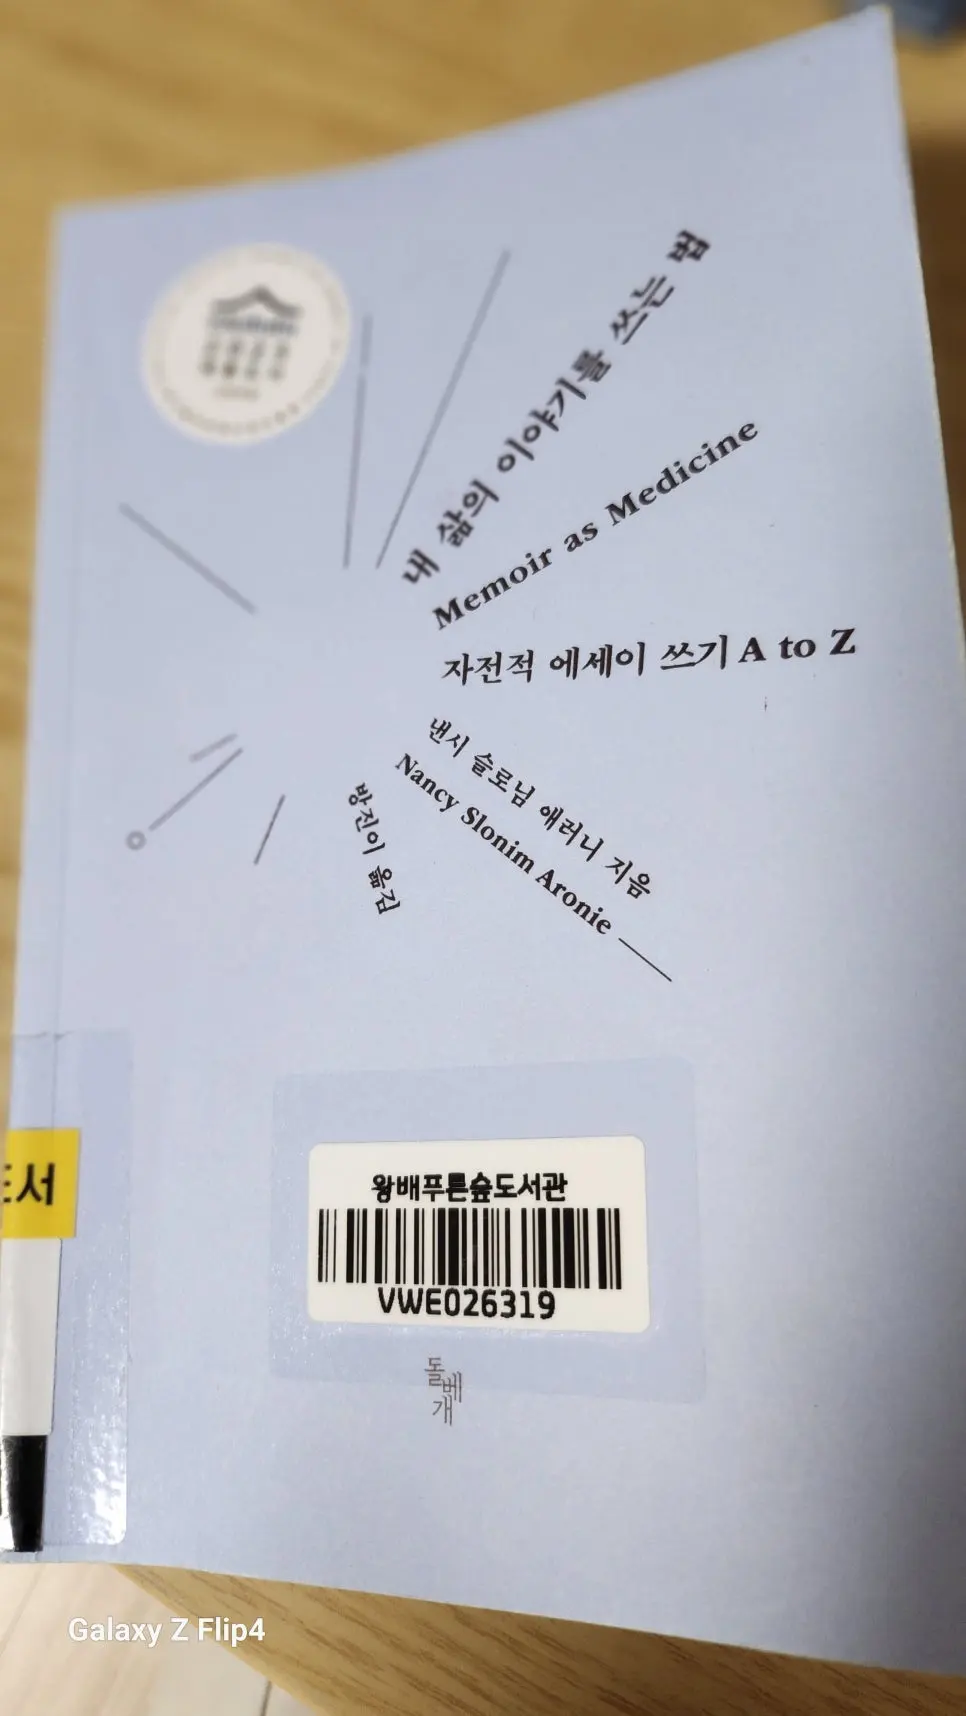 내 삶의 이야기를 쓰는 법
Memoir as Medicine
자전적 에세이 쓰기 A to Z
낸시 슬로님 애러니 지음
Nancy Slonim Aronie
방진이 옮김
도서
왕배푸른숲도서관
VWE026319
돌베개
Galaxy Z Flip4